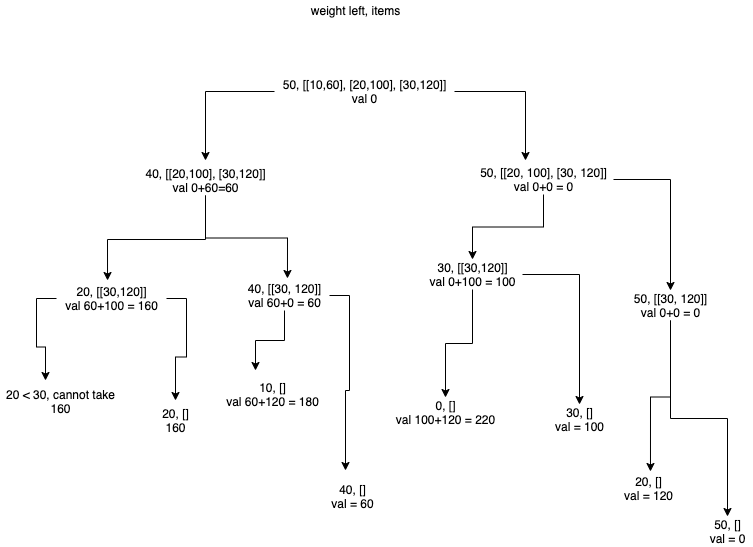 weight left, items
50, [[10,60], [20,100], [30,120]]
val 0
40, [[20,100], [30,120]]
val 0+60=60
50, [[20, 100], [30, 120]]
val 0+0 = 0
20, [[30,120]]
val 60+100 = 160
40, [[30, 120]]
val 60+0 = 60
30, [[30,120]]
val 0+100 = 100
50, [[30, 120]]
val 0+0 = 0
20 < 30, cannot take
160
20, []
160
10, []
val 60+120 = 180
40, []
val = 60
0, []
val 100+120 = 220
30, []
val = 100
20, []
val = 120
50, []
val = 0